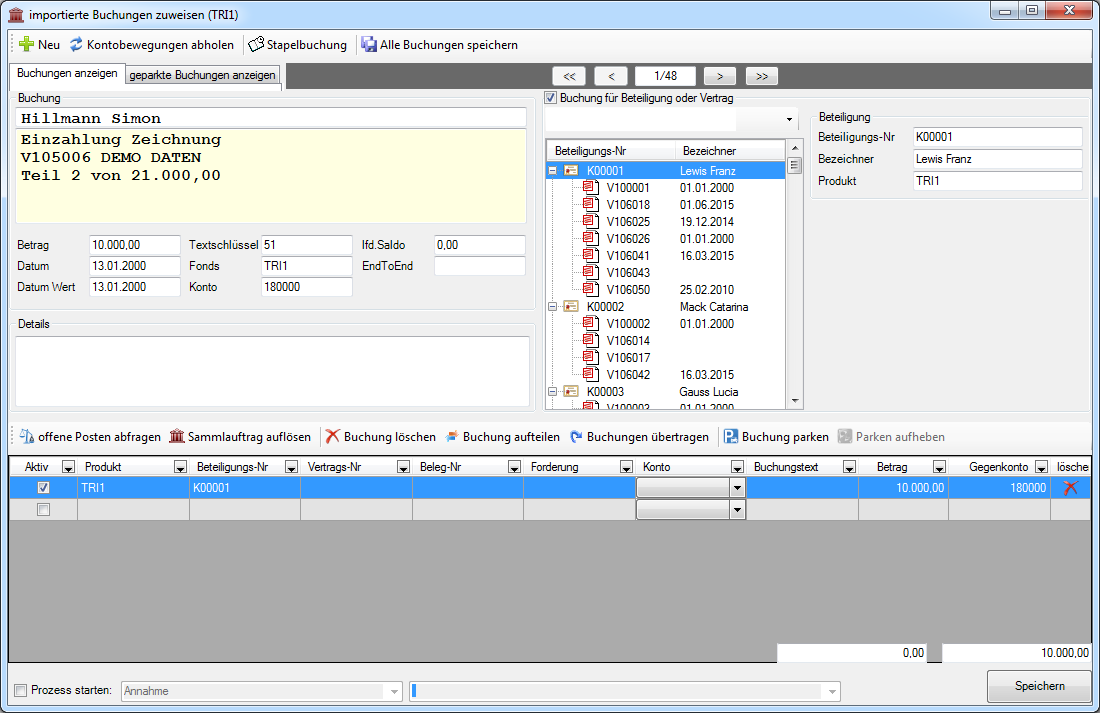 importierte Buchungen zuweisen (TRI1)
Neu Kontobewegungen abholen Stapelbuchung Alle Buchungen speichern
Buchungen anzeigen geparkte Buchungen anzeigen << < 1/48 > >>
Buchung
Hillmann Simon
Einzahlung Zeichnung
V105006 DEMO DATEN
Teil 2 von 21.000,00
Betrag 10.000,00 Textschlüssel 51 lfd.Saldo 0,00
Datum 13.01.2000 Fonds TRI1 EndToEnd
Datum Wert 13.01.2000 Konto 180000
Details
Buchung für Beteiligung oder Vertrag
Beteiligungs-Nr Bezeichner
K00001 Lewis Franz
V100001 01.01.2000
V106018 01.06.2015
V106025 19.12.2014
V106026 01.01.2000
V106041 16.03.2015
V106043
V106050 25.02.2010
K00002 Mack Catarina
V100002 01.01.2000
V106014
V106017
V106042 16.03.2015
K00003 Gauss Lucia
V100003 01.01.2000
Beteiligung
Beteiligungs-Nr K00001
Bezeichner Lewis Franz
Produkt TRI1
offene Posten abfragen Sammlauftrag auflösen Buchung löschen Buchung aufteilen Buchungen übertragen Buchung parken Parken aufheben
Aktiv Produkt Beteiligungs-Nr Vertrags-Nr Beleg-Nr Forderung Konto Buchungstext Betrag Gegenkonto lösche
TRI1 K00001 10.000,00 180000
0,00 10.000,00
Prozess starten: Annahme
Speichern